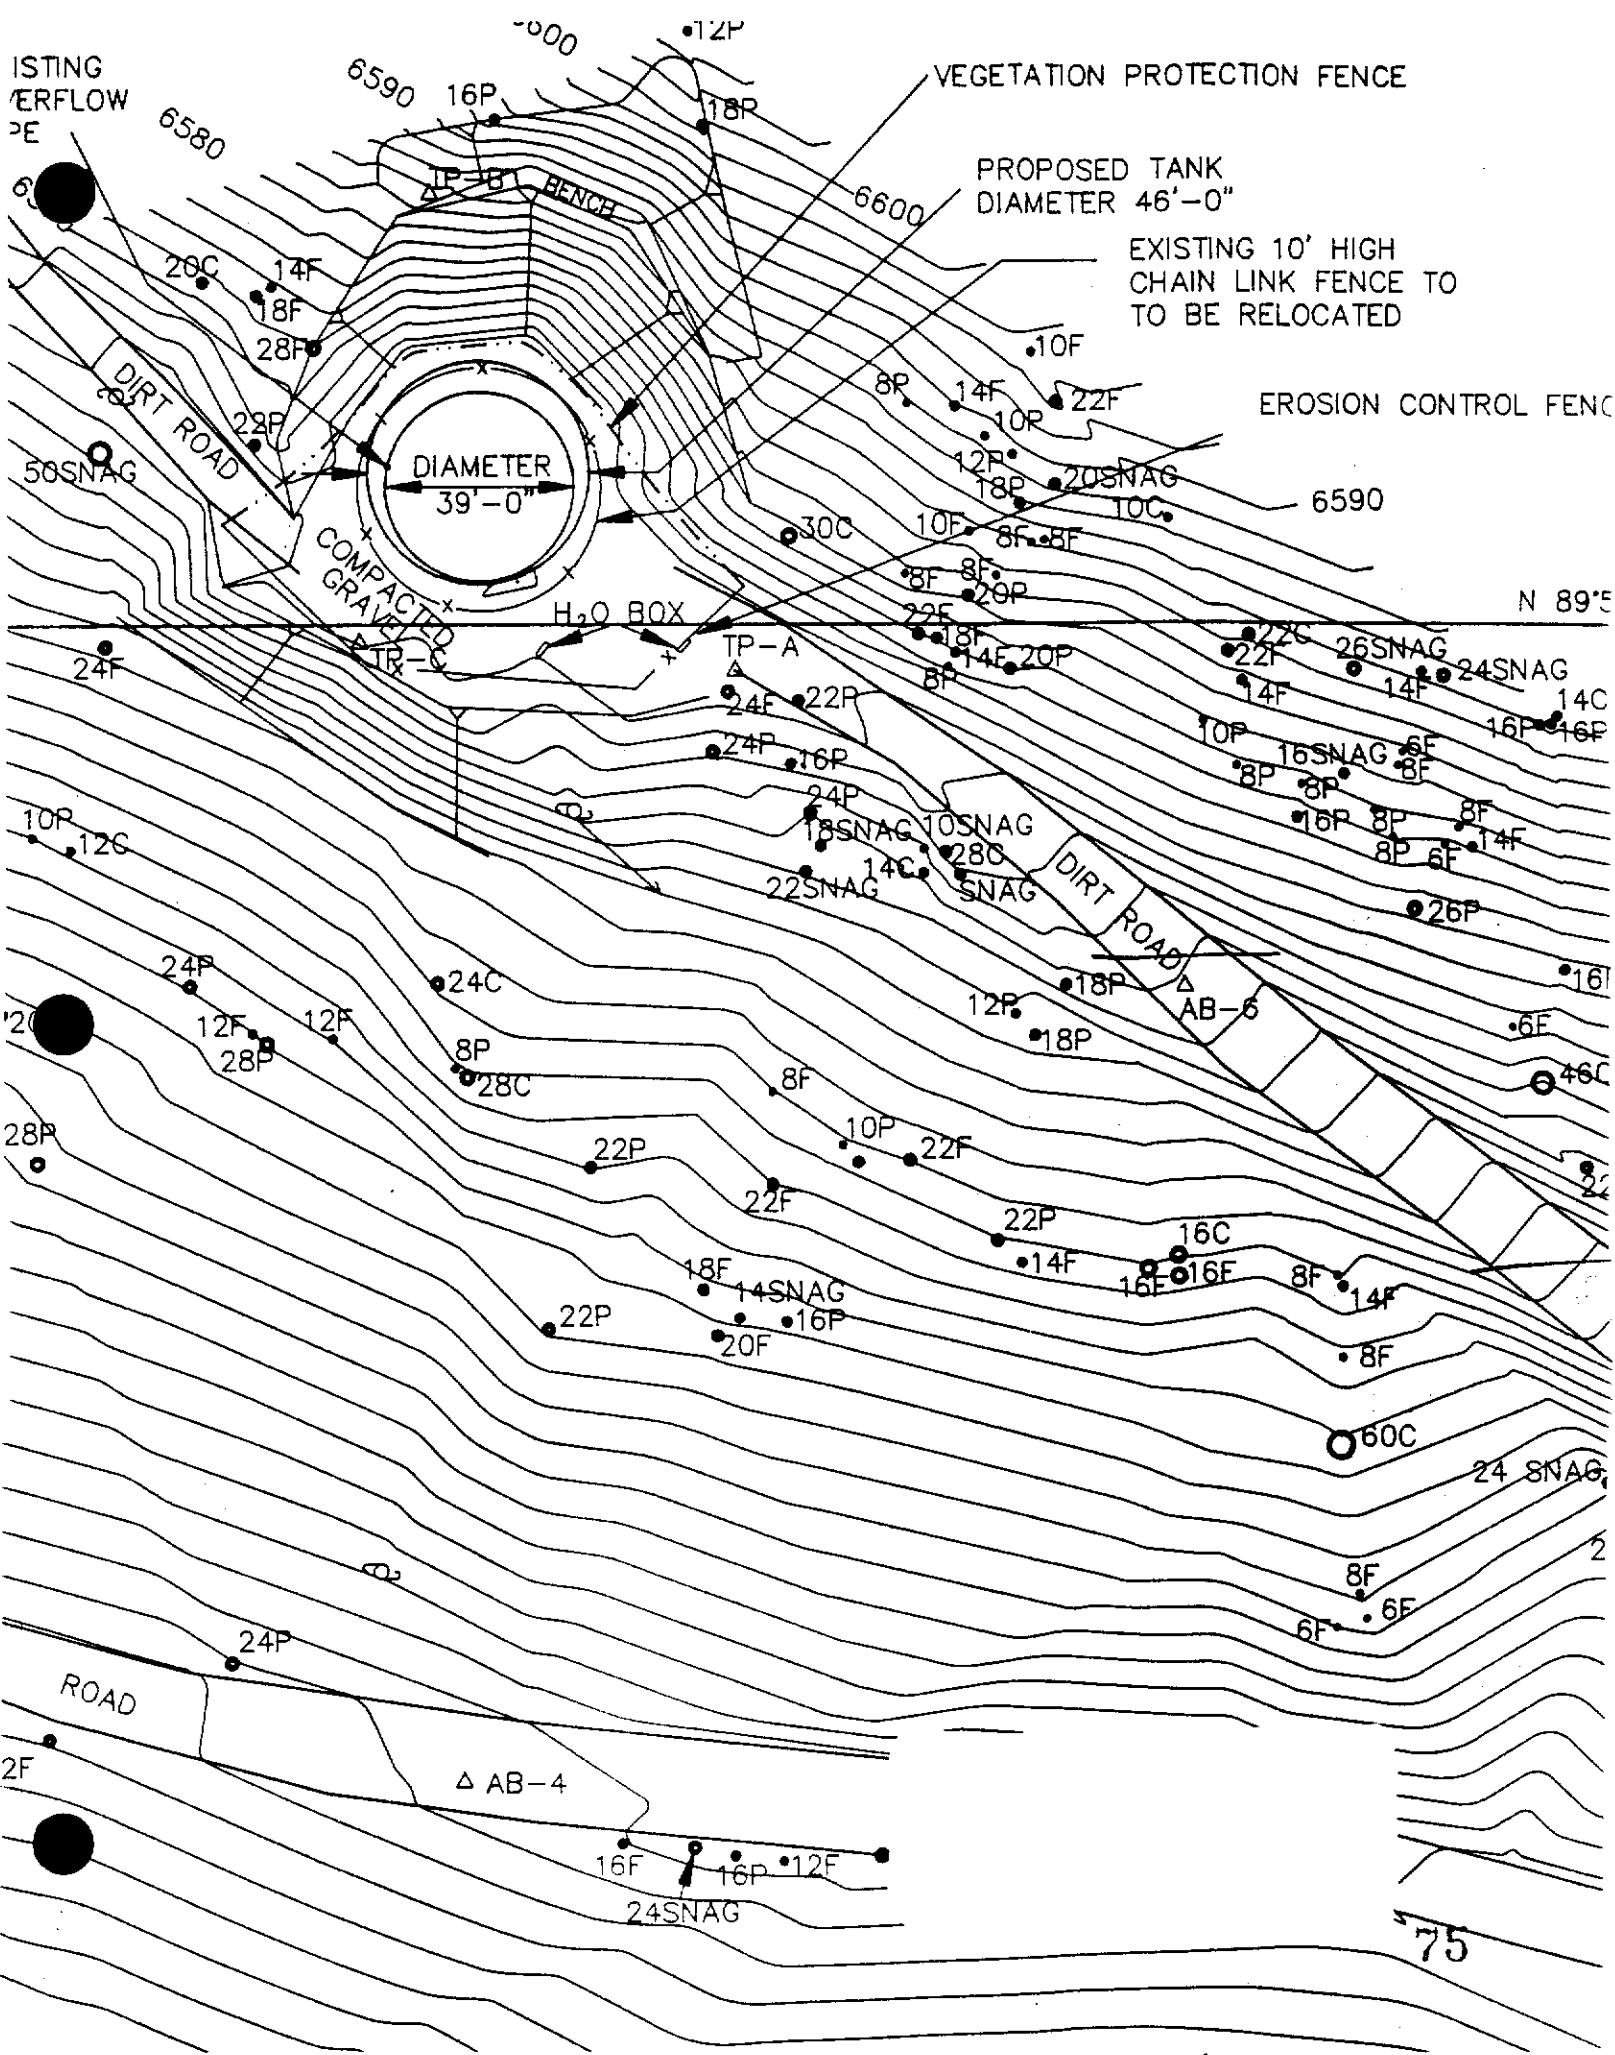 6600
12P
ISTING
ERFLOW
PE
6590
16P
18P
VEGETATION PROTECTION FENCE
6580
PROPOSED TANK
DIAMETER 46'-0"
TP-B
BENCH
6600
EXISTING 10' HIGH
CHAIN LINK FENCE TO
TO BE RELOCATED
20C
14F
18F
28F
10F
DIRT ROAD
8P
14F
22F
10P
EROSION CONTROL FENC
22P
50SNAG
DIAMETER
39'-0"
12P
20SNAG
18P
10C
6590
30C
10F
8F
8F
COMPACTED
GRAVEL
8F
8F
20P
H₂O BOX
N 89°5
22F
18F
22C
24F
TP-C
TP-A
14F
20P
8P
22F
26SNAG
24SNAG
14F
14F
24F
22P
14C
16P
16P
10P
24P
16P
16SNAG
6F
8F
8P
8P
24P
16P
8P
8F
10P
12C
18SNAG
10SNAG
28C
14F
8P
6F
22SNAG
14C
SNAG
DIRT ROAD
26P
24P
24C
18P
16
12P
AB-6
12F
12F
28P
18P
6F
8P
28C
8F
46C
28P
10P
22P
22F
22F
22
22P
16C
14F
16F
16F
8F
14F
18F
14SNAG
22P
16P
20F
8F
60C
24 SNAG
2
8F
6F
6F
24P
ROAD
2F
AB-4
16F
16P
12F
24SNAG
75